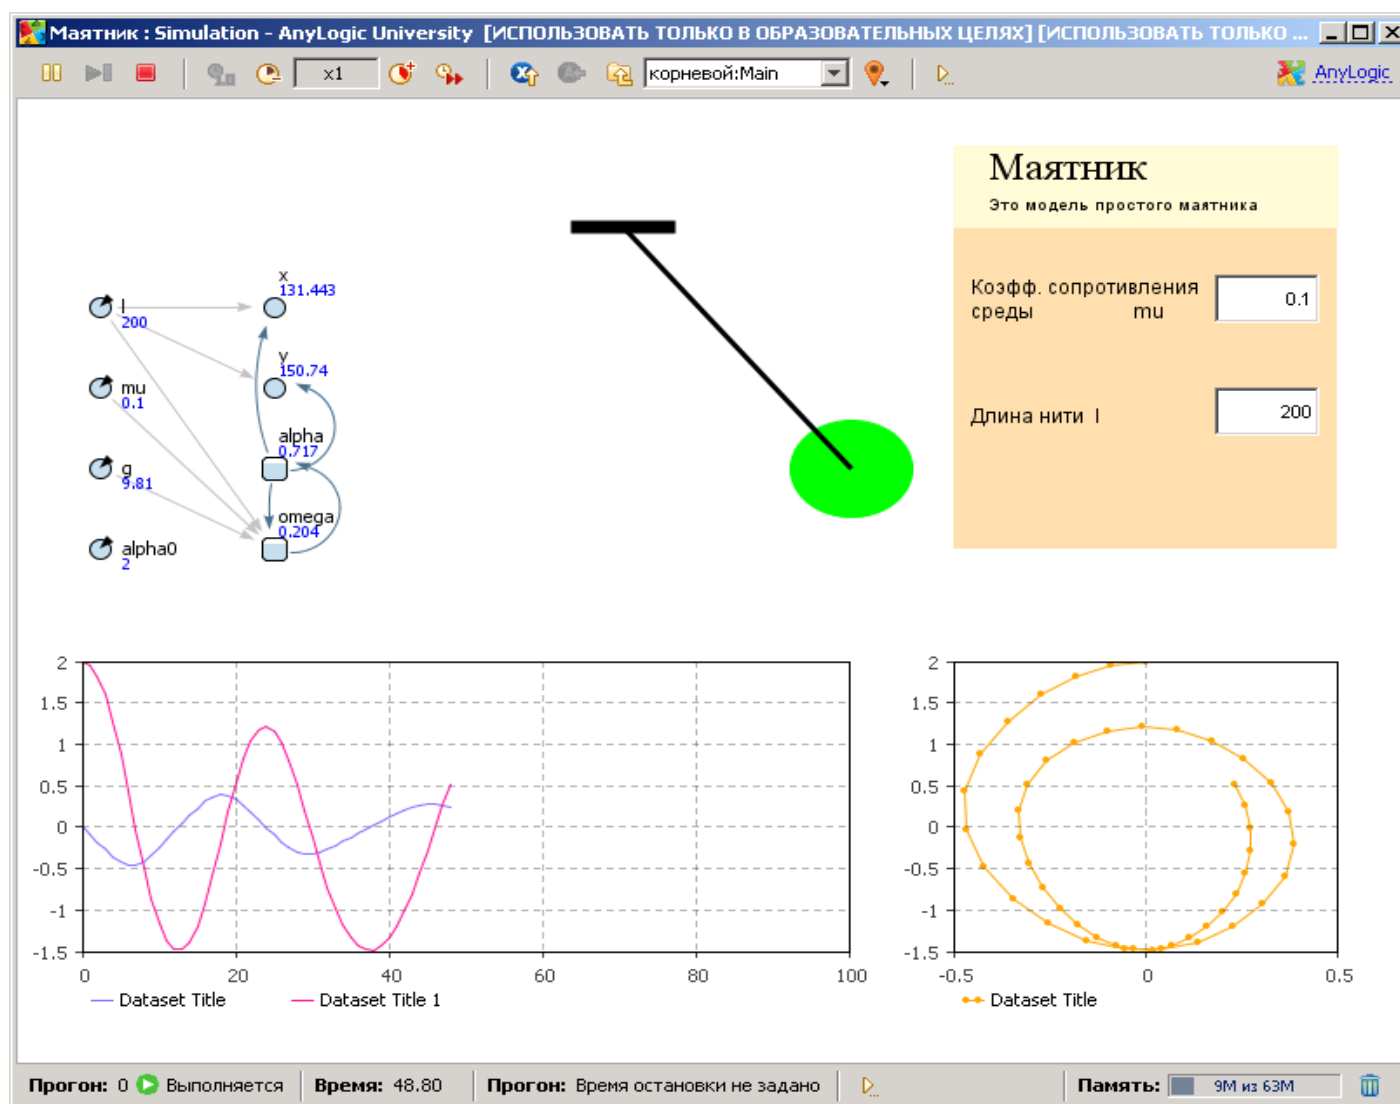 Маятник : Simulation - AnyLogic University [ИСПОЛЬЗОВАТЬ ТОЛЬКО В ОБРАЗОВАТЕЛЬНЫХ ЦЕЛЯХ] [ИСПОЛЬЗОВАТЬ ТОЛЬКО ...
x1
корневой:Main
AnyLogic
Маятник
Это модель простого маятника
Коэфф. сопротивления
среды mu
0.1
Длина нити l
200
l
200
mu
0.1
g
9.81
alpha0
2
x
131.443
y
150.74
alpha
0.717
omega
0.204
2
1.5
1
0.5
0
-0.5
-1
-1.5
0 20 40 60 80 100
Dataset Title Dataset Title 1
2
1.5
1
0.5
0
-0.5
-1
-1.5
-0.5 0 0.5
Dataset Title
Прогон: 0 Выполняется Время: 48.80 Прогон: Время остановки не задано Память: 9M из 63M